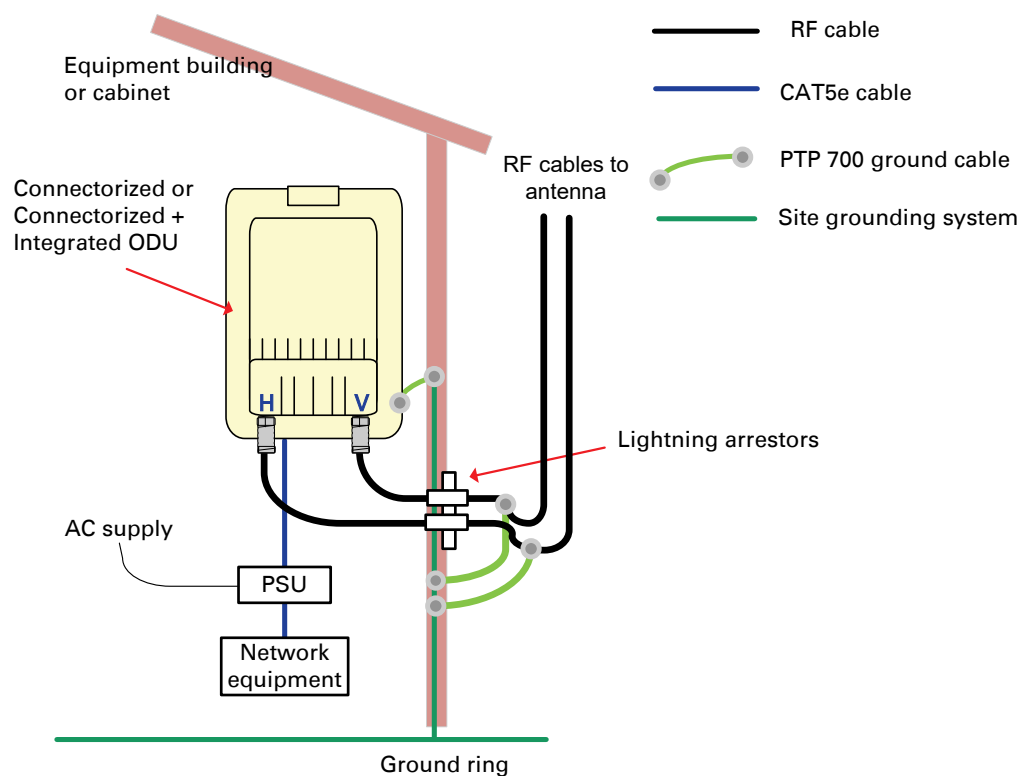 Equipment building
or cabinet
RF cable
CAT5e cable
PTP 700 ground cable
Site grounding system
RF cables to
antenna
Connectorized or
Connectorized +
Integrated ODU
H
V
Lightning arrestors
AC supply
PSU
Network
equipment
Ground ring